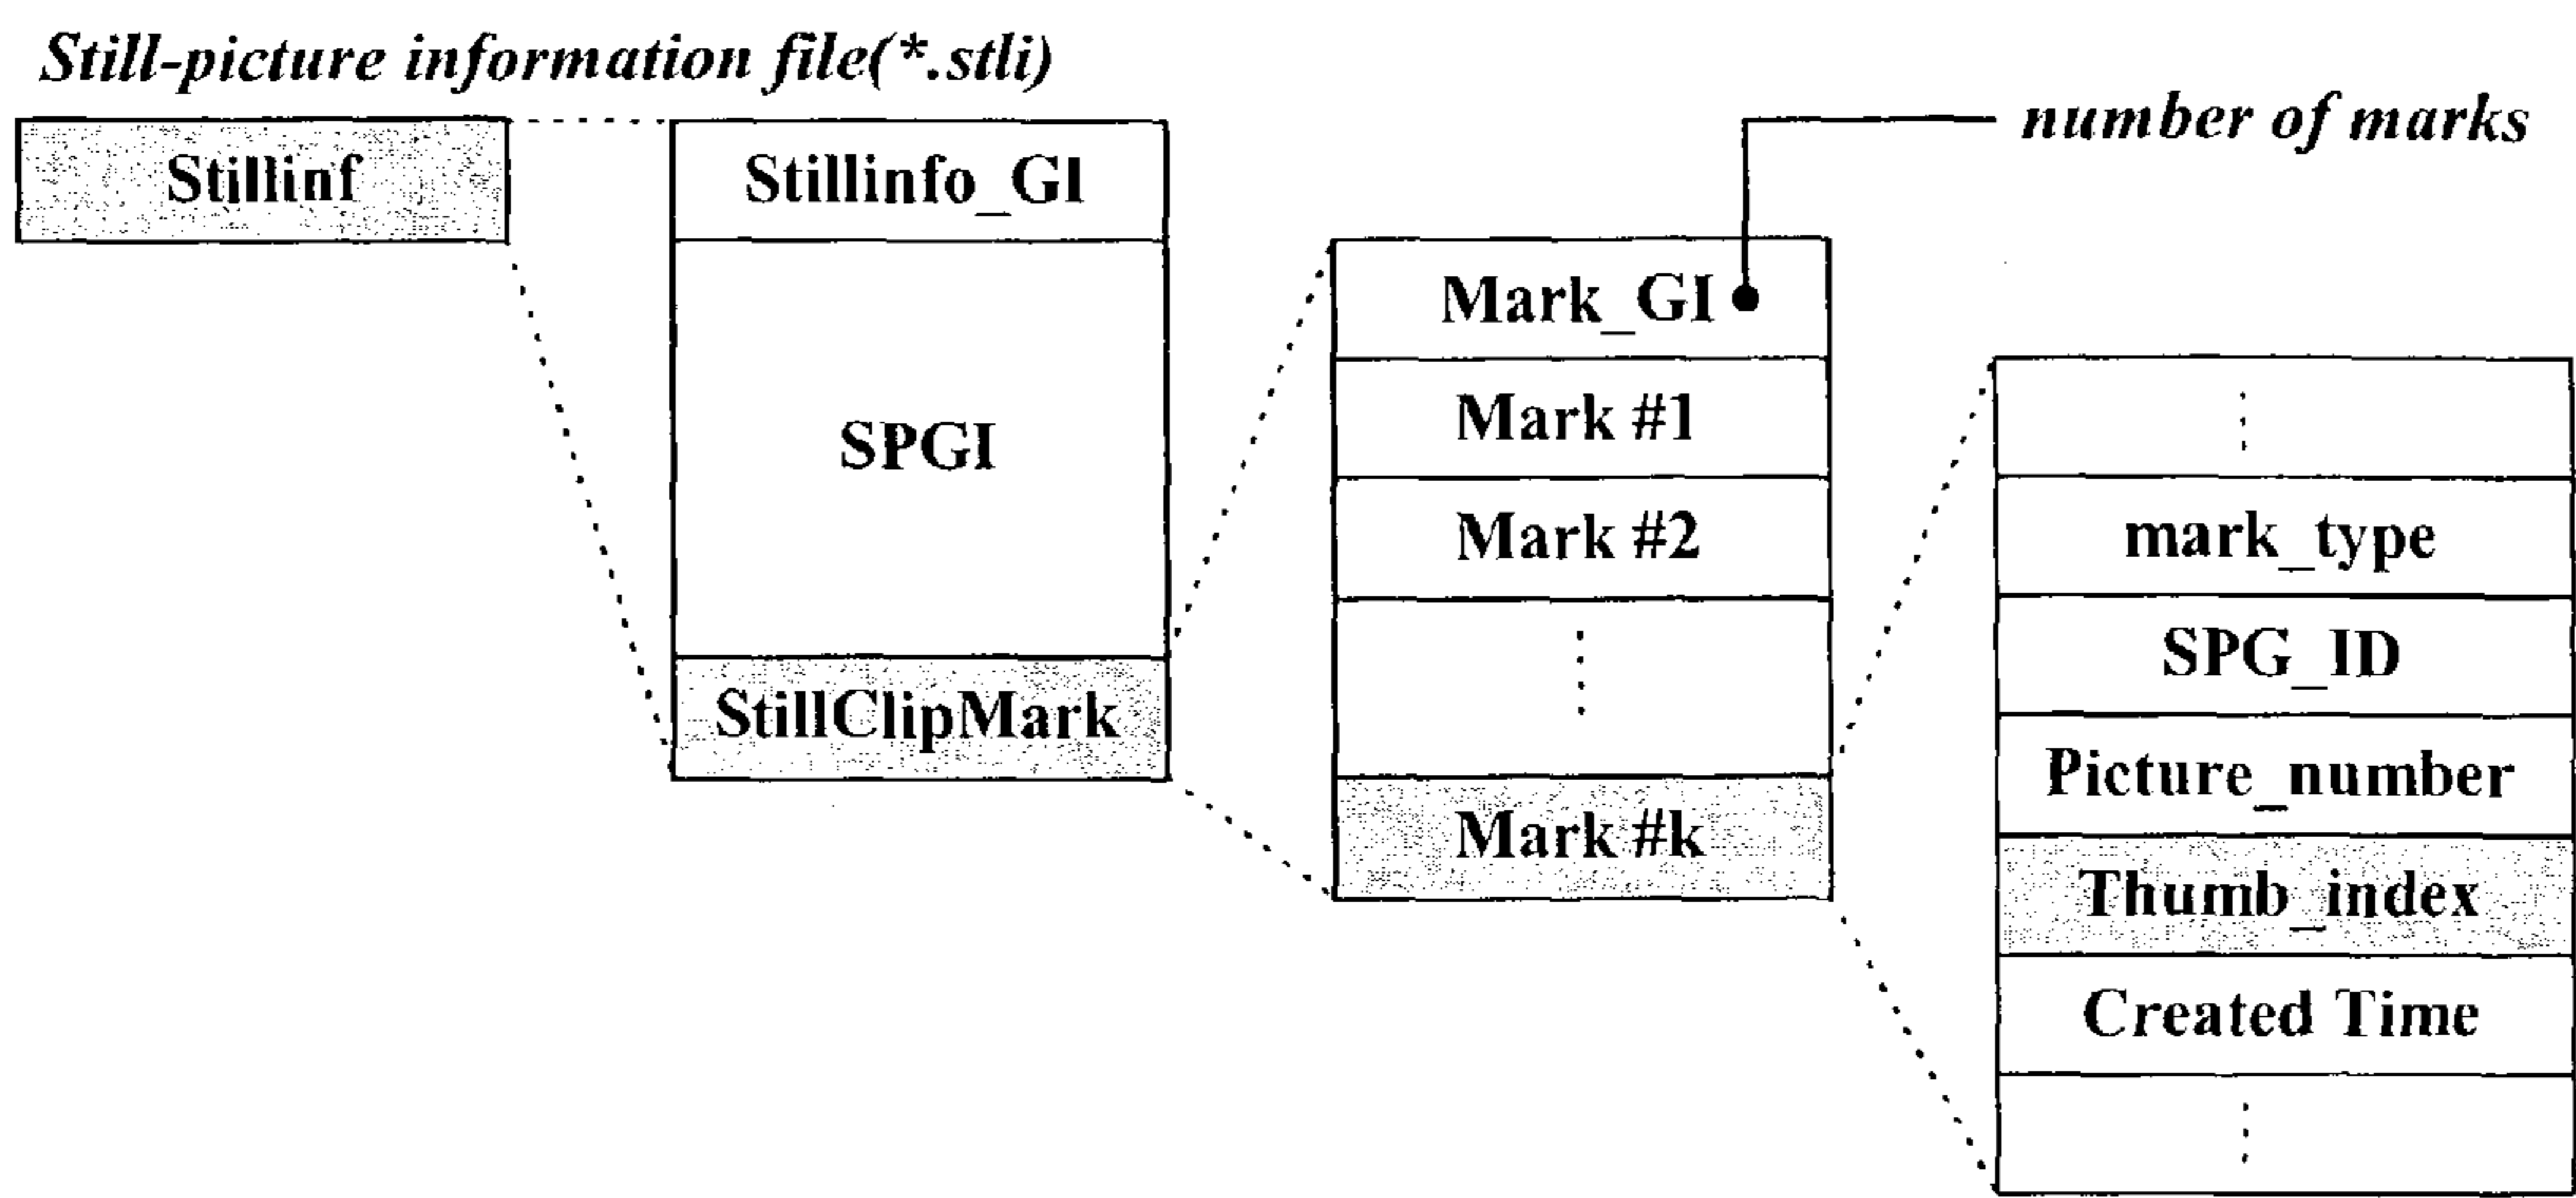 Still-picture information file(*.stli)
Stillinf
Stillinfo_GI
SPGI
StillClipMark
number of marks
Mark_GI
Mark #1
Mark #2
Mark #k
mark_type
SPG_ID
Picture_number
Thumb_index
Created Time